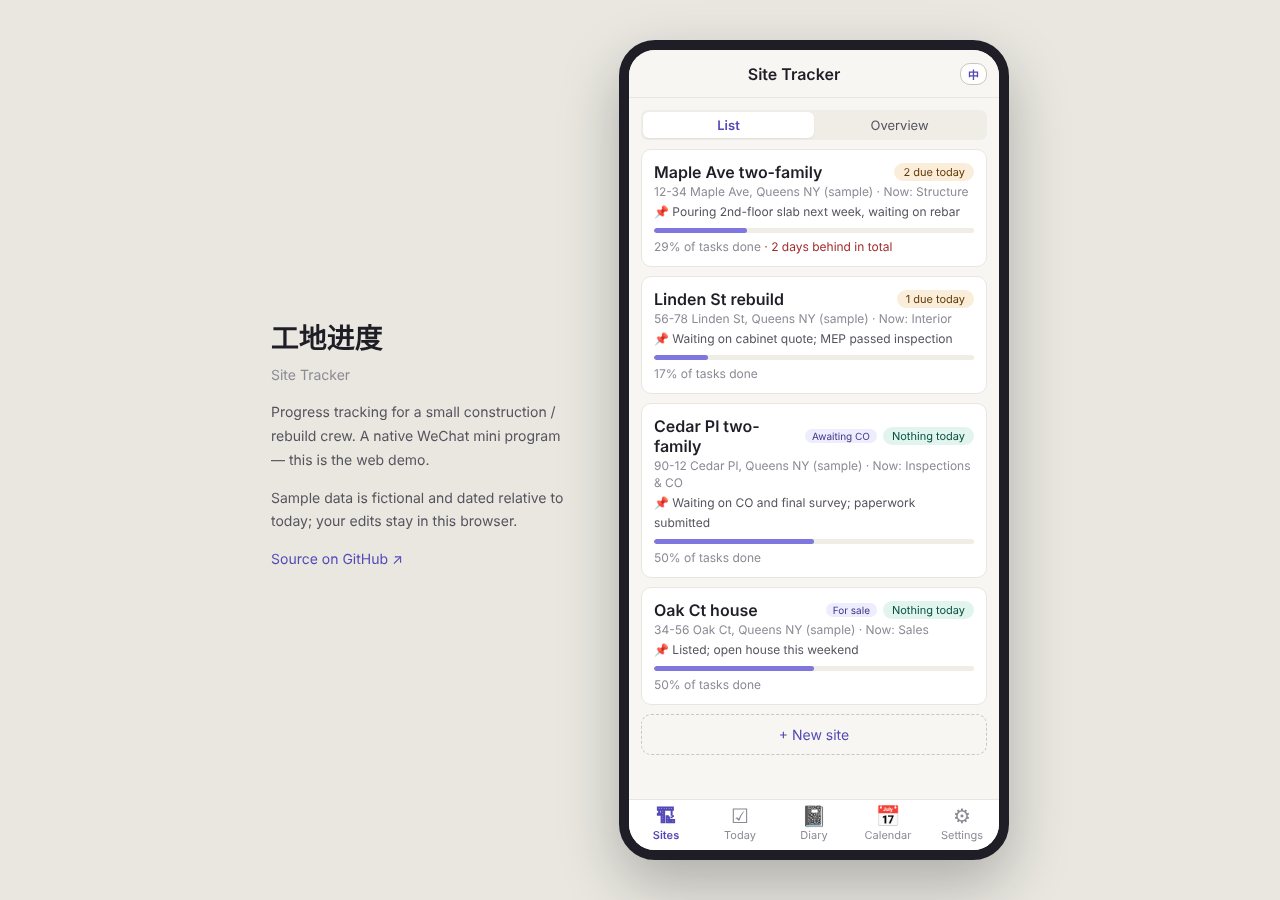 工地进度
Site Tracker
Progress tracking for a small construction /
rebuild crew. A native WeChat mini program
— this is the web demo.
Sample data is fictional and dated relative to
today; your edits stay in this browser.
Source on GitHub ↗
Site Tracker
中
List
Overview
Maple Ave two-family
2 due today
12-34 Maple Ave, Queens NY (sample) · Now: Structure
📌 Pouring 2nd-floor slab next week, waiting on rebar
29% of tasks done · 2 days behind in total
Linden St rebuild
1 due today
56-78 Linden St, Queens NY (sample) · Now: Interior
📌 Waiting on cabinet quote; MEP passed inspection
17% of tasks done
Cedar Pl two-
family
Awaiting CO
Nothing today
90-12 Cedar Pl, Queens NY (sample) · Now: Inspections
& CO
📌 Waiting on CO and final survey; paperwork
submitted
50% of tasks done
Oak Ct house
For sale
Nothing today
34-56 Oak Ct, Queens NY (sample) · Now: Sales
📌 Listed; open house this weekend
50% of tasks done
+ New site
Sites
Today
Diary
Calendar
Settings